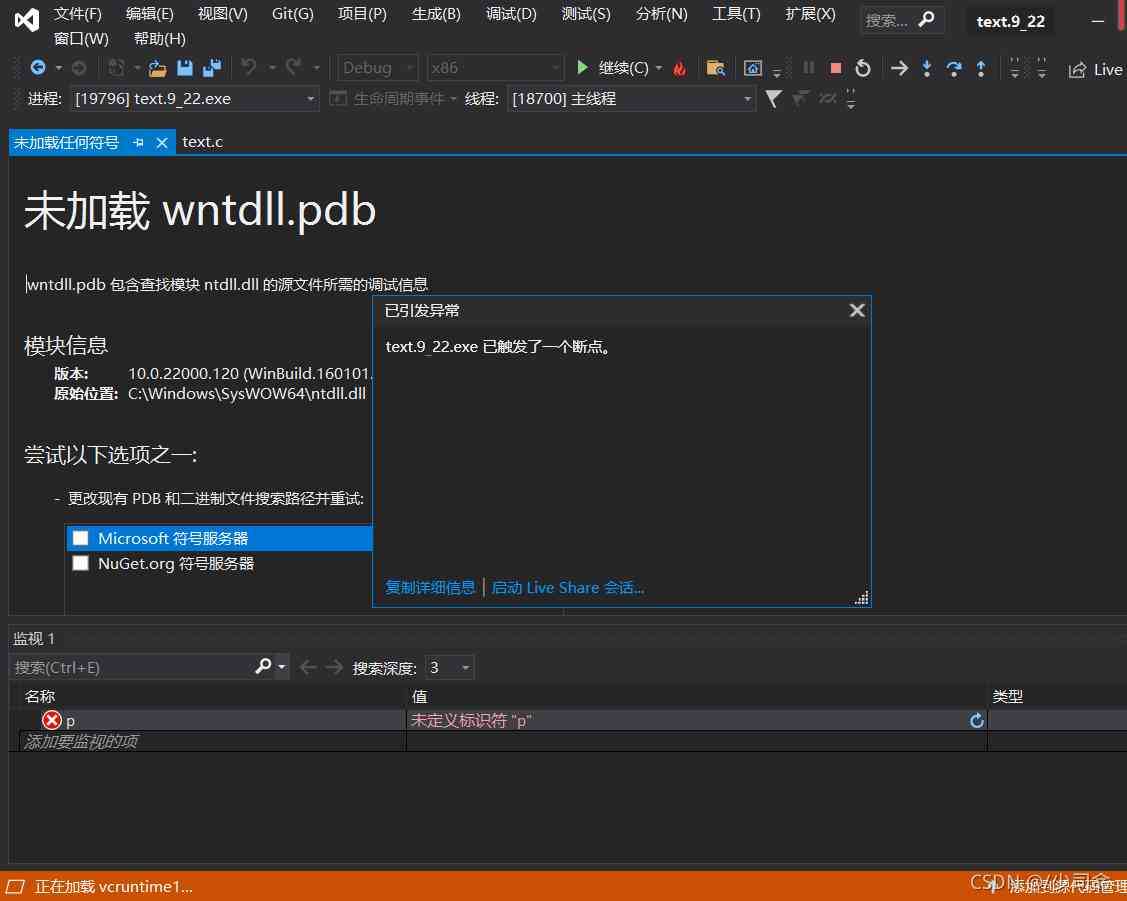 文件(F) 编辑(E) 视图(V) Git(G) 项目(P) 生成(B) 调试(D) 测试(S) 分析(N) 工具(T) 扩展(X) 搜索... text.9_22
窗口(W) 帮助(H)
Debug x86 继续(C) Live
进程: [19796] text.9_22.exe 生命周期事件 线程: [18700] 主线程
未加载任何符号 text.c
未加载 wntdll.pdb
wntdll.pdb 包含查找模块 ntdll.dll 的源文件所需的调试信息
已引发异常
text.9_22.exe 已触发了一个断点。
模块信息
版本: 10.0.22000.120 (WinBuild.160101.
原始位置: C:\Windows\SysWOW64\ntdll.dll
尝试以下选项之一:
- 更改现有 PDB 和二进制文件搜索路径并重试:
Microsoft 符号服务器
NuGet.org 符号服务器
复制详细信息 | 启动 Live Share 会话...
监视 1
搜索(Ctrl+E) 搜索深度: 3
名称 值 类型
p 未定义标识符 "p"
添加要监视的项
正在加载 vcruntime1... 添加到源代码管理